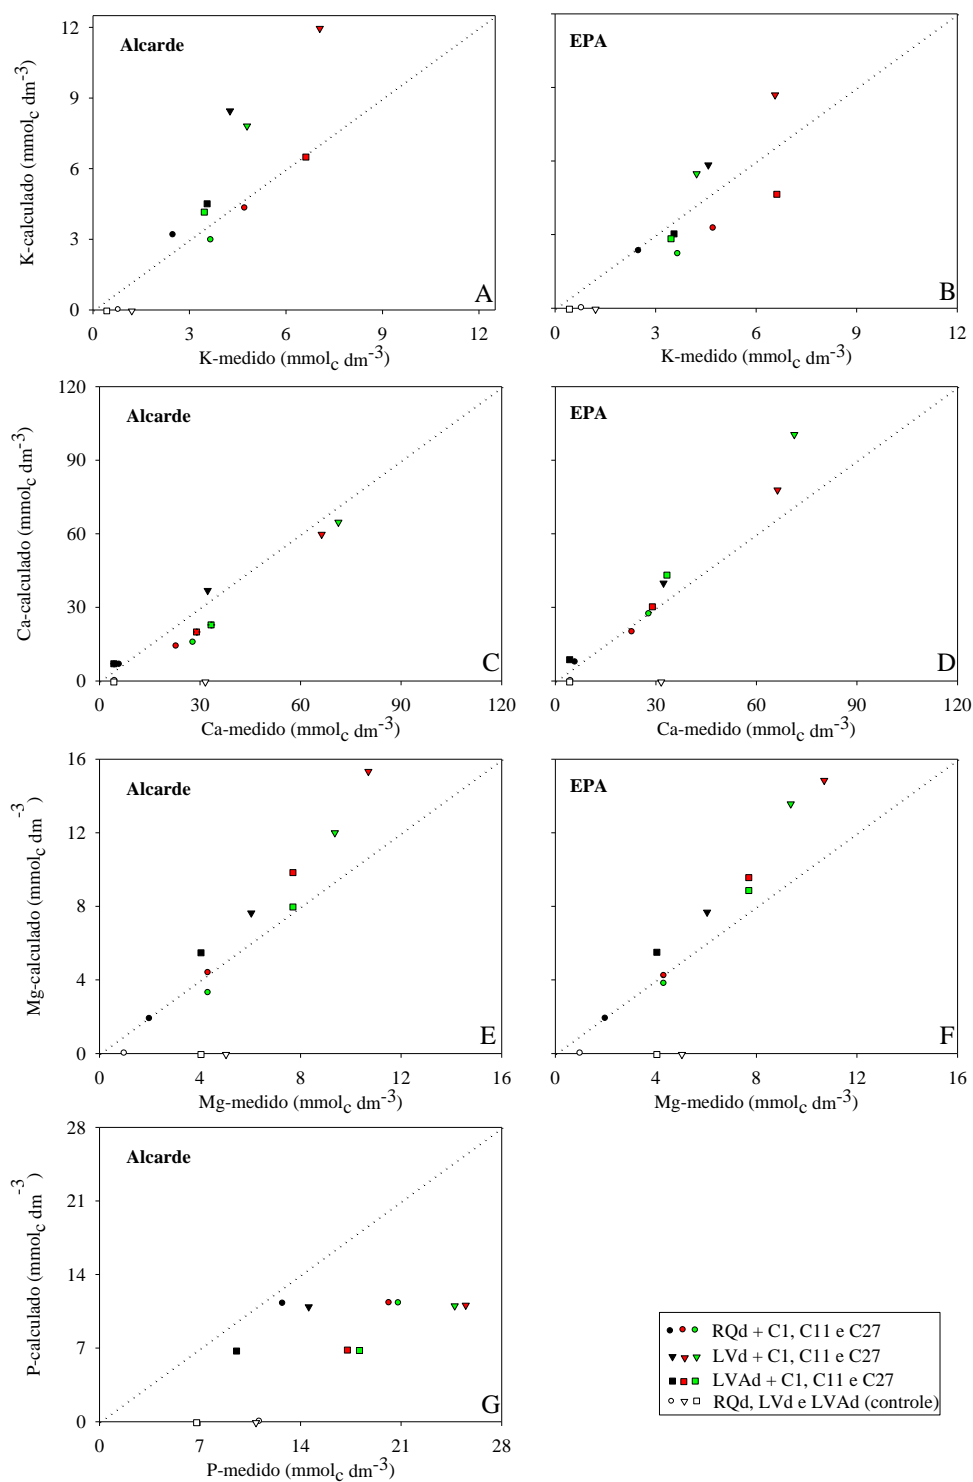 Alcarde
EPA
12
9
6
3
0
K-calculado (mmolc dm-3)
A
B
0 3 6 9 12
3 6 9 12
K-medido (mmolc dm-3)
K-medido (mmolc dm-3)
Alcarde
EPA
120
90
60
30
0
Ca-calculado (mmolc dm-3)
C
D
0 30 60 90 120
30 60 90 120
Ca-medido (mmolc dm-3)
Ca-medido (mmolc dm-3)
Alcarde
EPA
16
12
8
4
0
Mg-calculado (mmolc dm-3)
E
F
0 4 8 12 16
0 4 8 12 16
Mg-medido (mmolc dm-3)
Mg-medido (mmolc dm-3)
Alcarde
28
21
14
7
0
P-calculado (mmolc dm-3)
G
0 7 14 21 28
P-medido (mmolc dm-3)
RQd + C1, C11 e C27
LVd + C1, C11 e C27
LVAd + C1, C11 e C27
RQd, LVd e LVAd (controle)